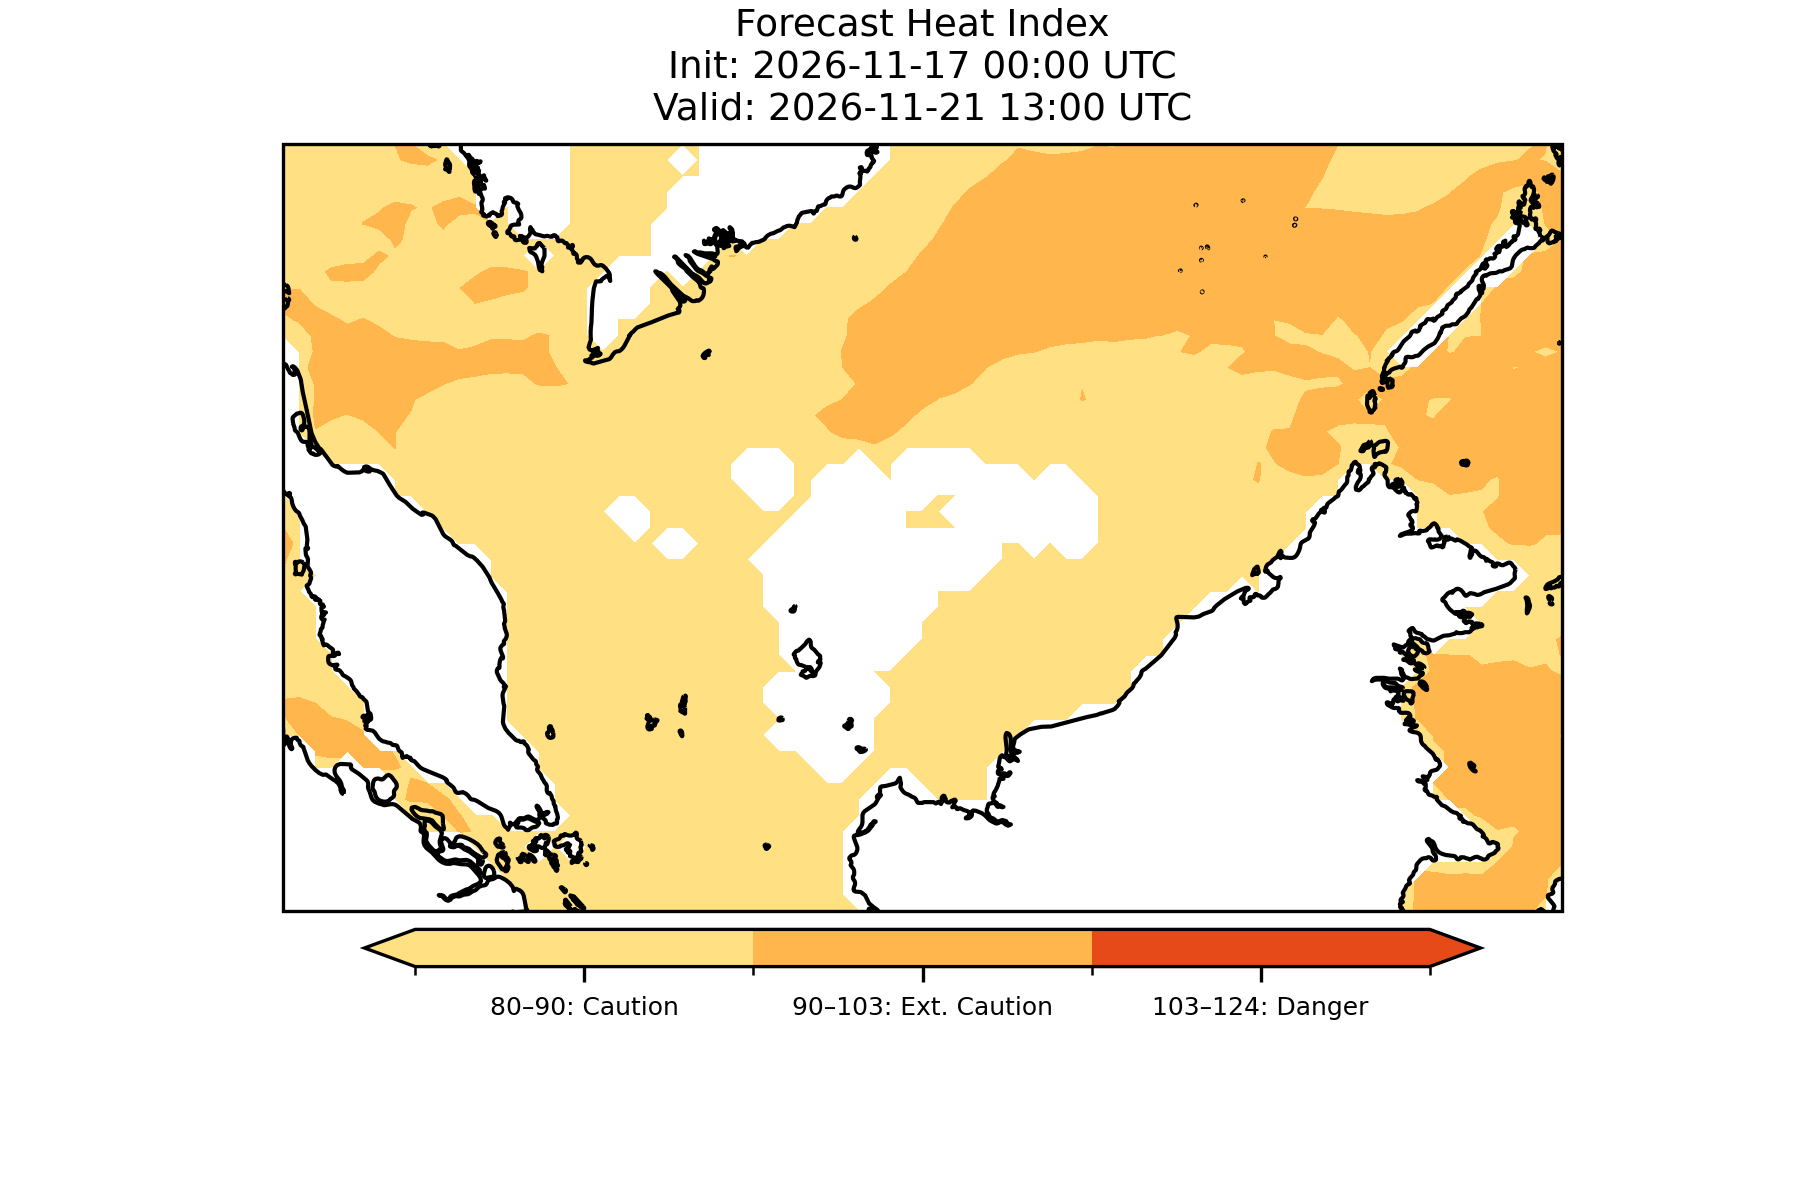 Forecast Heat Index
Init: 2026-11-17 00:00 UTC
Valid: 2026-11-21 13:00 UTC
80–90: Caution
90–103: Ext. Caution
103–124: Danger